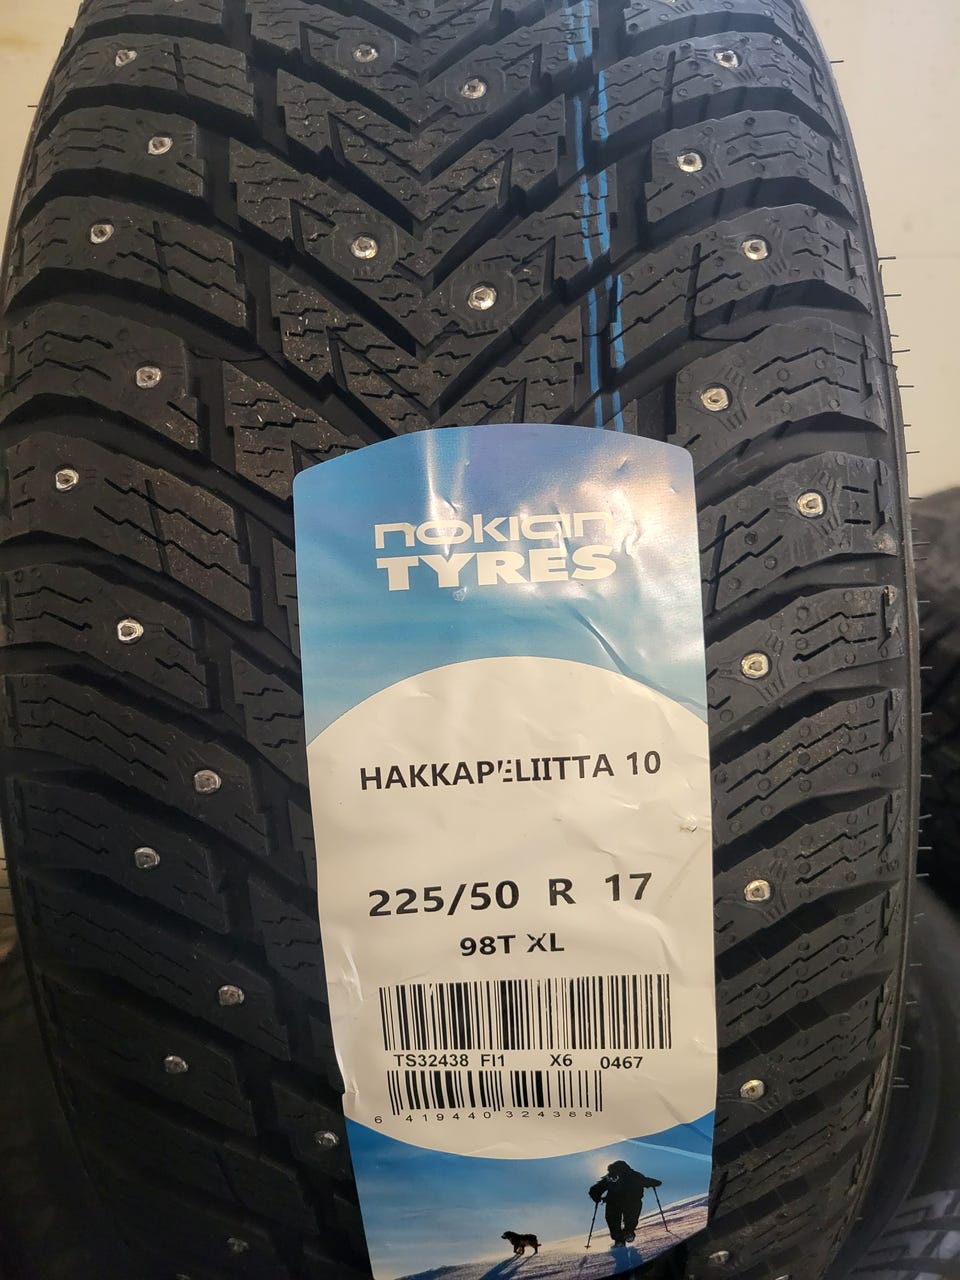 nokian
TYRES
HAKKAPELIITTA 10
225/50 R 17
98T XL
TS32438 FI1 X6 0467
6 419440 324388